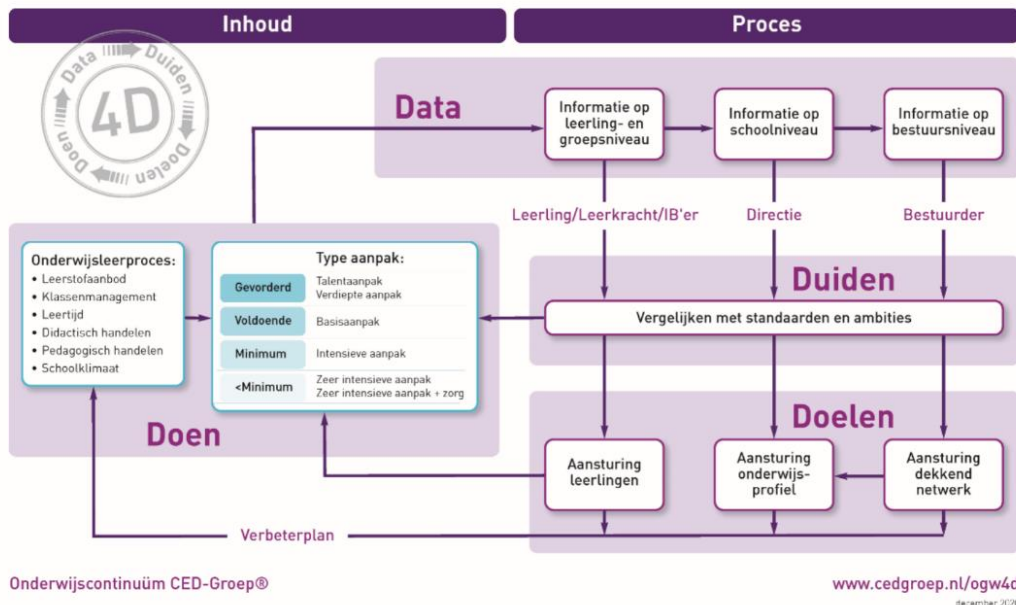 Inhoud
Proces
Data
Duiden
Doelen
Doen
4D
Data
Informatie op
leerling- en
groepsniveau
Informatie op
schoolniveau
Informatie op
bestuursniveau
Leerling/Leerkracht/IB'er
Directie
Bestuurder
Onderwijsleerproces:
• Leerstofaanbod
• Klassenmanagement
• Leertijd
• Didactisch handelen
• Pedagogisch handelen
• Schoolklimaat
Type aanpak:
Gevorderd
Talentaanpak
Verdiepte aanpak
Voldoende
Basisaanpak
Minimum
Intensieve aanpak
<Minimum
Zeer intensieve aanpak
Zeer intensieve aanpak + zorg
Doen
Duiden
Vergelijken met standaarden en ambities
Doelen
Aansturing
leerlingen
Aansturing
onderwijs-
profiel
Aansturing
dekkend
netwerk
Verbeterplan
Onderwijscontinuüm CED-Groep®
www.cedgroep.nl/ogw4d
december 2020